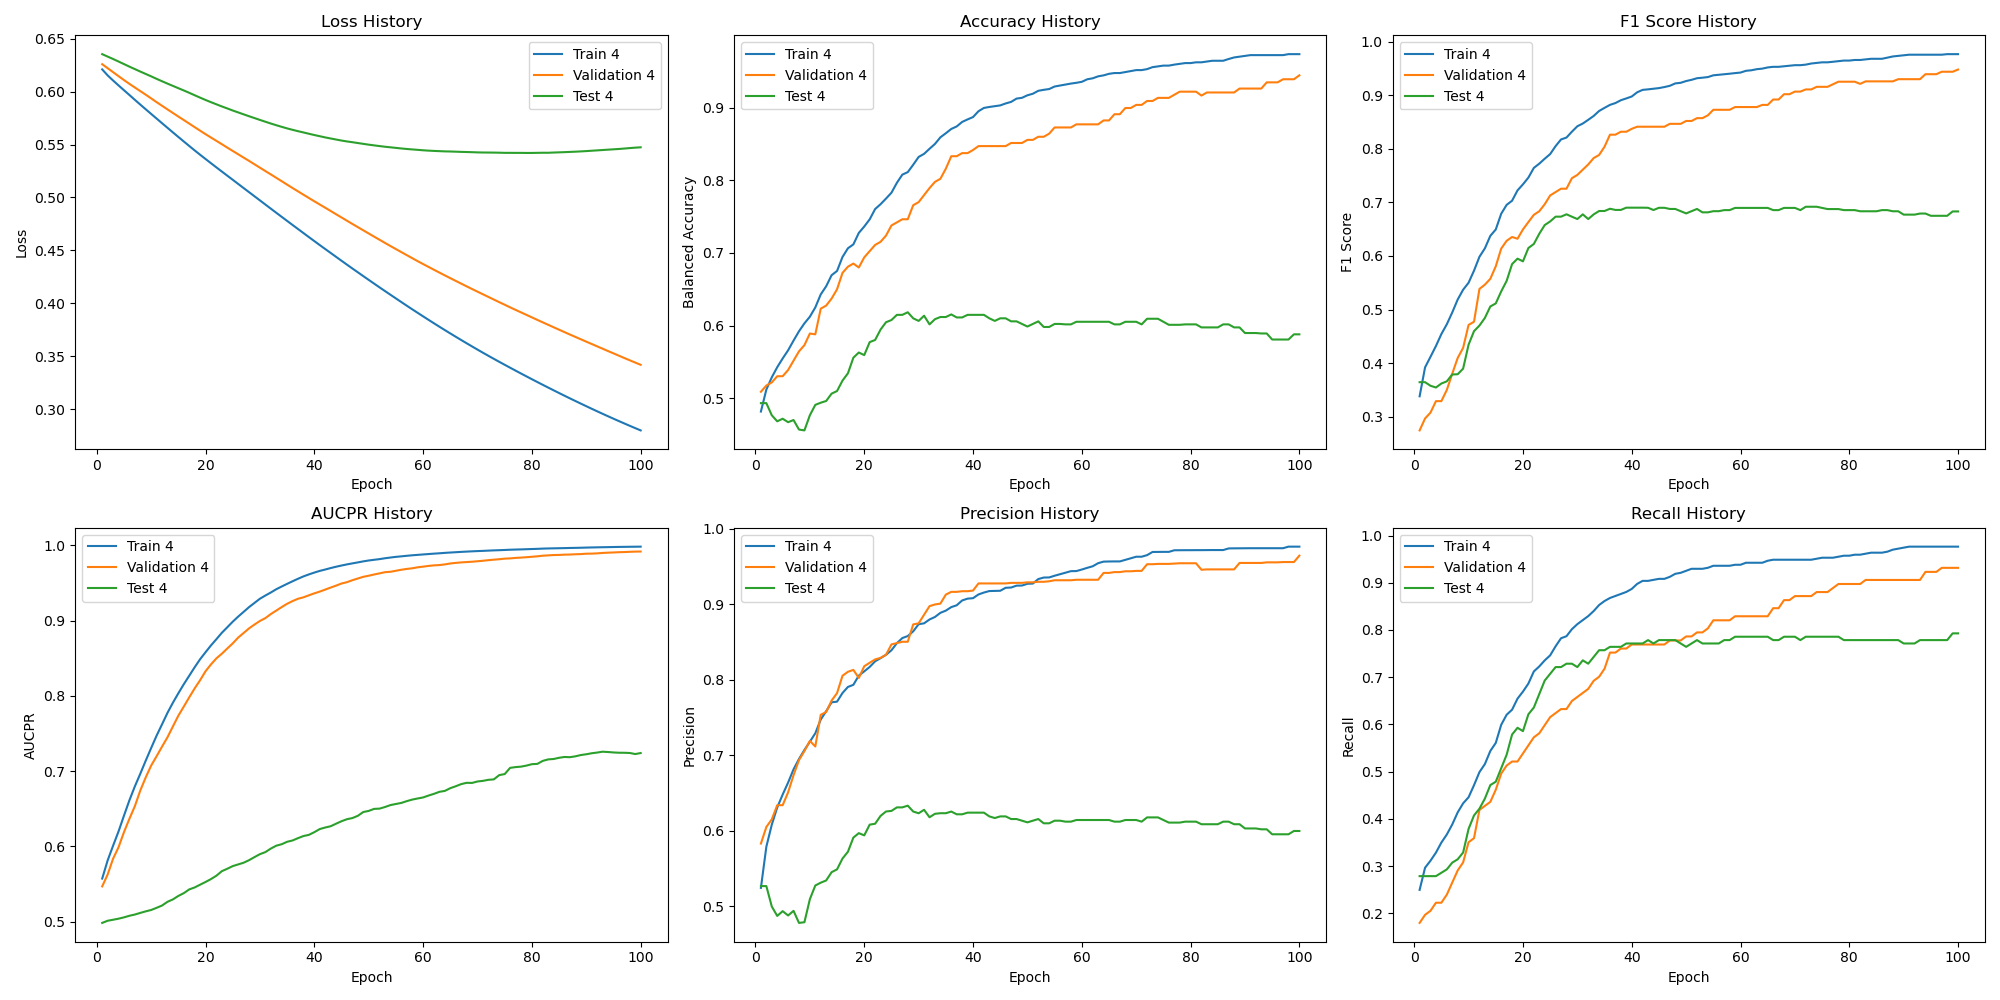 Loss History
Loss
0.65
0.60
0.55
0.50
0.45
0.40
0.35
0.30
Train 4
Validation 4
Test 4
0 20 40 60 80 100
Epoch
Accuracy History
Balanced Accuracy
0.9
0.8
0.7
0.6
0.5
Train 4
Validation 4
Test 4
0 20 40 60 80 100
Epoch
F1 Score History
F1 Score
1.0
0.9
0.8
0.7
0.6
0.5
0.4
0.3
Train 4
Validation 4
Test 4
0 20 40 60 80 100
Epoch
AUCPR History
AUCPR
1.0
0.9
0.8
0.7
0.6
0.5
Train 4
Validation 4
Test 4
0 20 40 60 80 100
Epoch
Precision History
Precision
1.0
0.9
0.8
0.7
0.6
0.5
Train 4
Validation 4
Test 4
0 20 40 60 80 100
Epoch
Recall History
Recall
1.0
0.9
0.8
0.7
0.6
0.5
0.4
0.3
0.2
Train 4
Validation 4
Test 4
0 20 40 60 80 100
Epoch